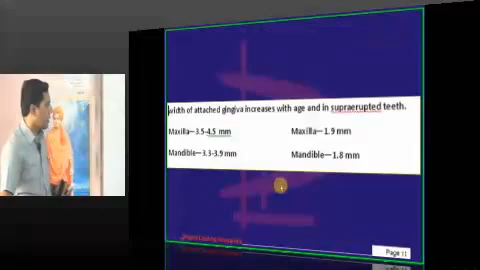 width of attached gingiva increases with age and in supraerupted teeth.
Maxilla—3.5-4.5 mm
Maxilla—1.9 mm
Mandible—3.3-3.9 mm
Mandible—1.8 mm
Page 11